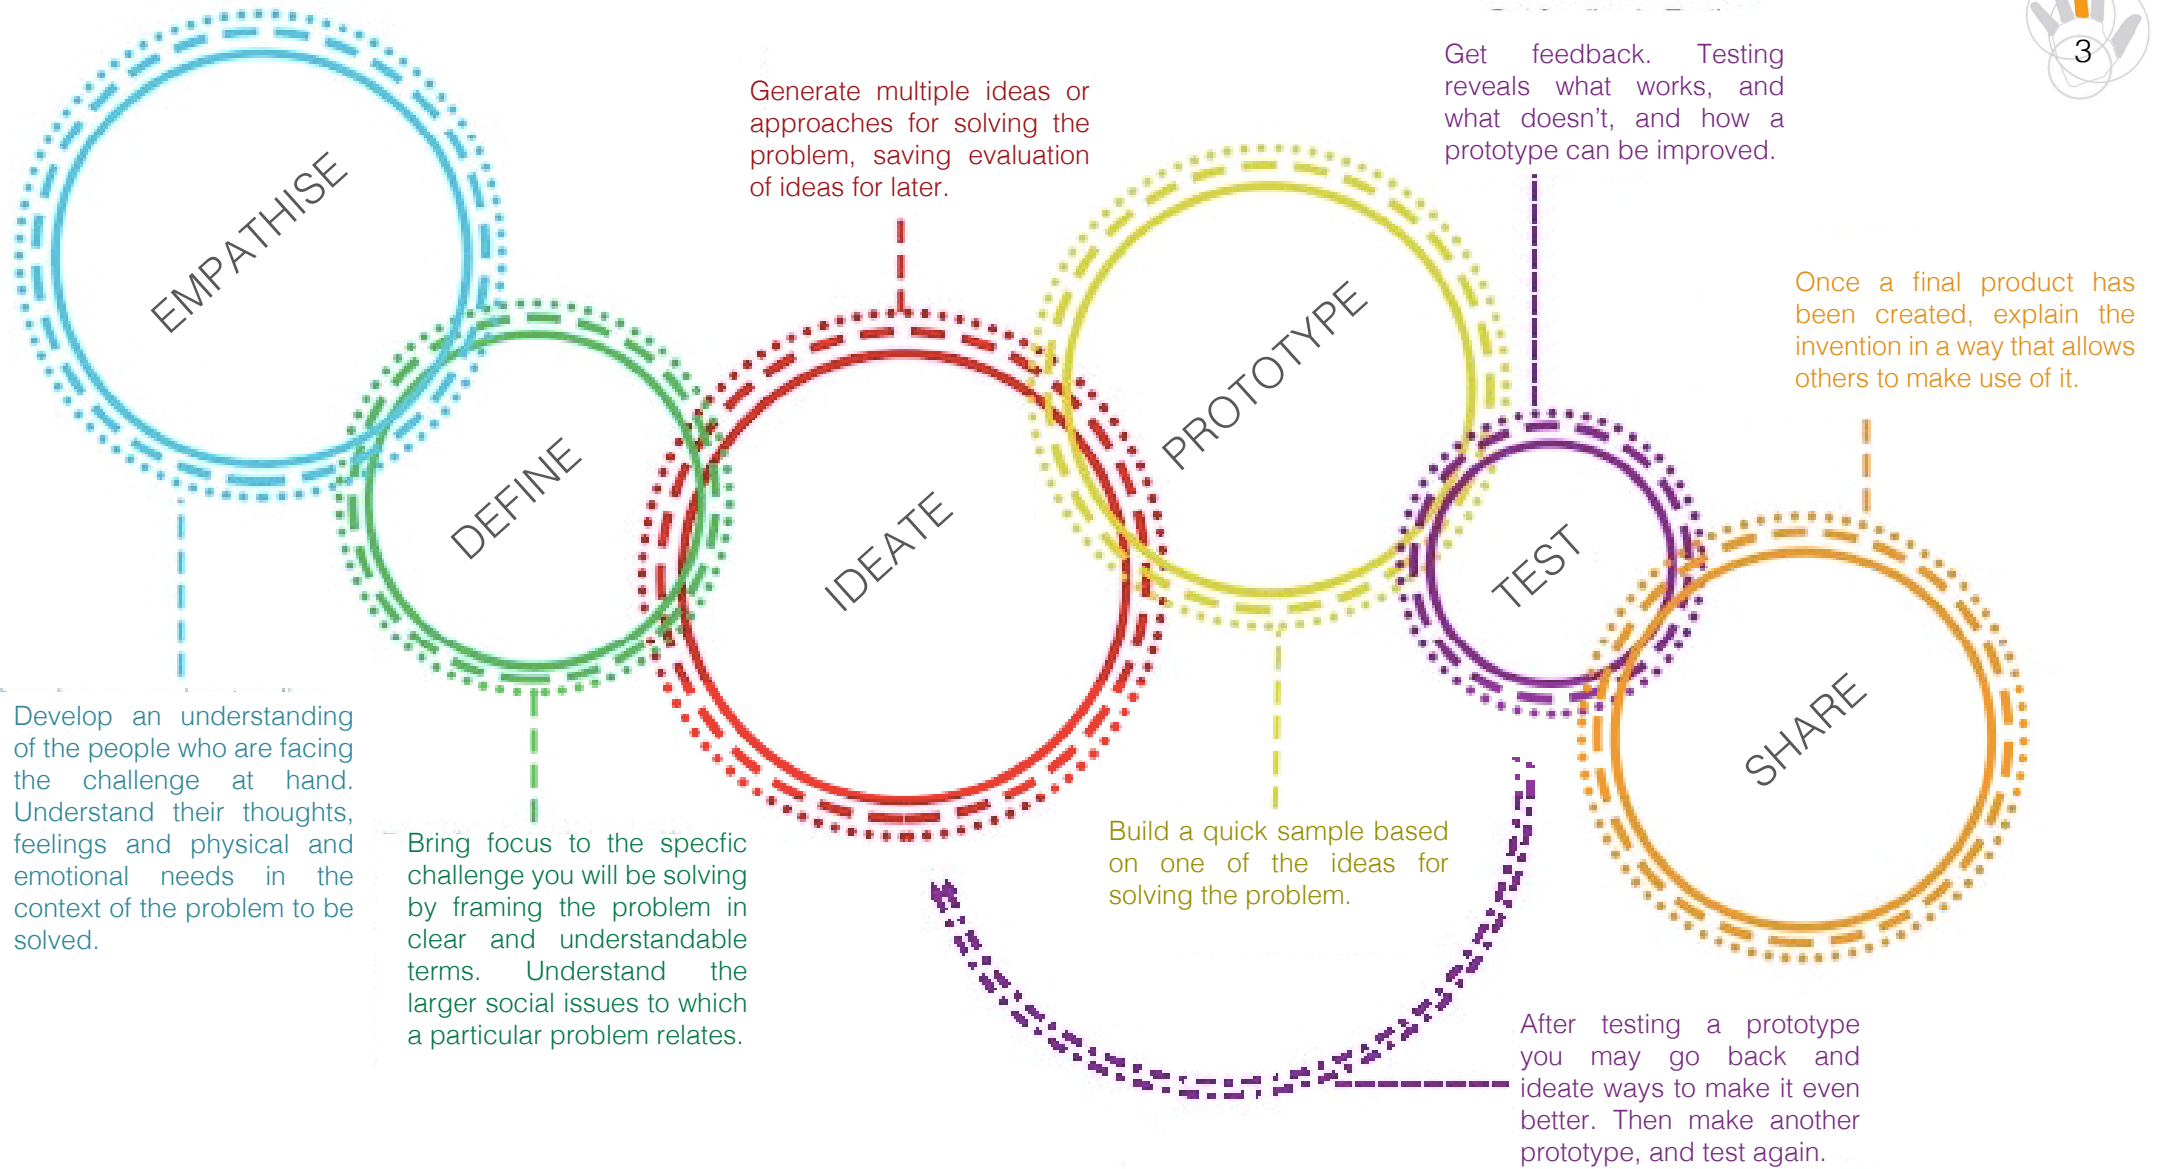 3
EMPATHISE
Develop an understanding
of the people who are facing
the challenge at hand.
Understand their thoughts,
feelings and physical and
emotional needs in the
context of the problem to be
solved.
DEFINE
Bring focus to the specfic
challenge you will be solving
by framing the problem in
clear and understandable
terms. Understand the
larger social issues to which
a particular problem relates.
Generate multiple ideas or
approaches for solving the
problem, saving evaluation
of ideas for later.
IDEATE
PROTOTYPE
Build a quick sample based
on one of the ideas for
solving the problem.
Get feedback. Testing
reveals what works, and
what doesn't, and how a
prototype can be improved.
TEST
After testing a prototype
you may go back and
ideate ways to make it even
better. Then make another
prototype, and test again.
Once a final product has
been created, explain the
invention in a way that allows
others to make use of it.
SHARE